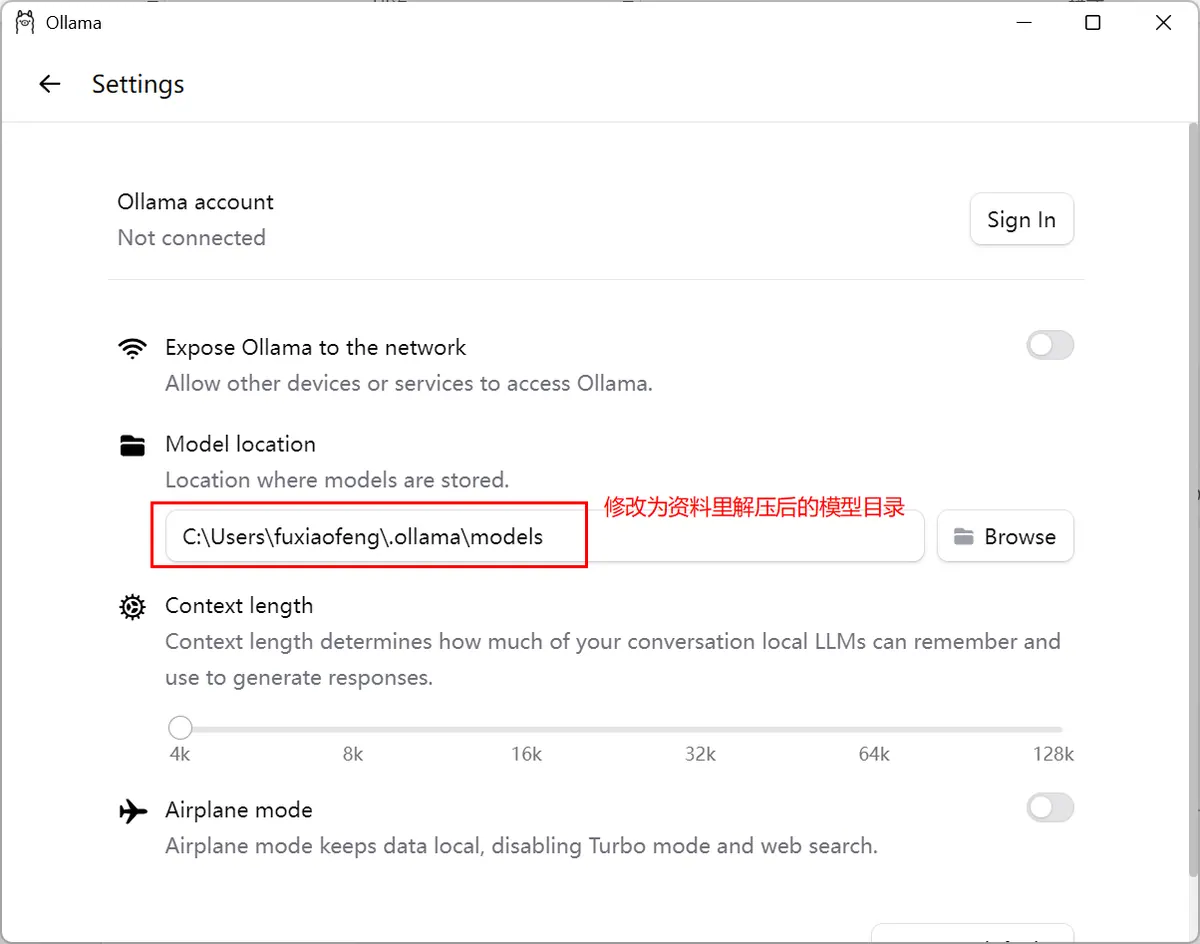 Ollama
Settings
Ollama account
Not connected
Sign In
Expose Ollama to the network
Allow other devices or services to access Ollama.
Model location
Location where models are stored.
修改为资料里解压后的模型目录
C:\Users\fuxiaofeng\.ollama\models
Browse
Context length
Context length determines how much of your conversation local LLMs can remember and
use to generate responses.
4k 8k 16k 32k 64k 128k
Airplane mode
Airplane mode keeps data local, disabling Turbo mode and web search.